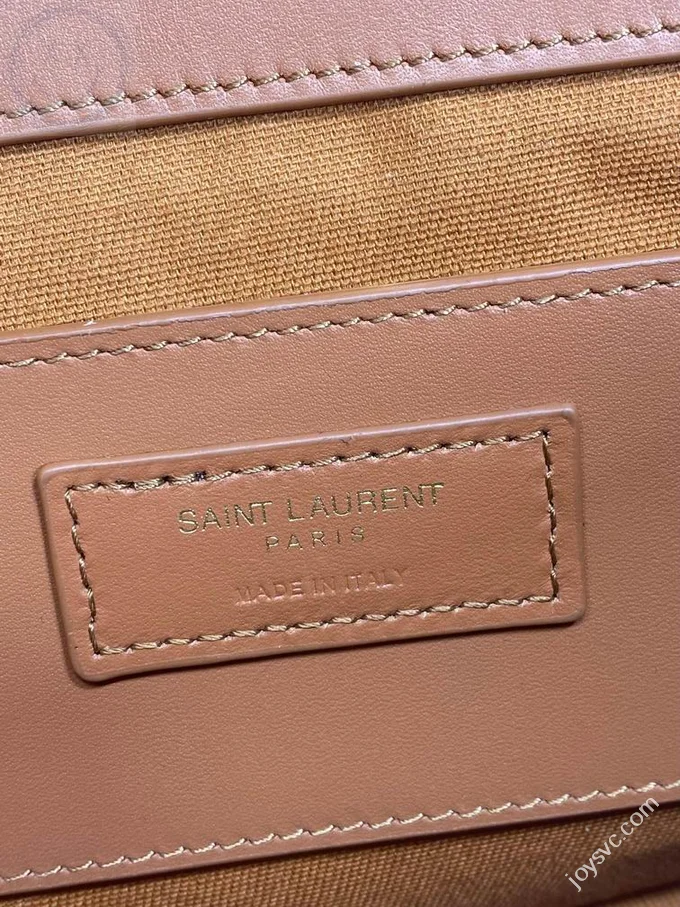 SAINT LAURENT
PARIS
MADE IN ITALY
joysvc.com